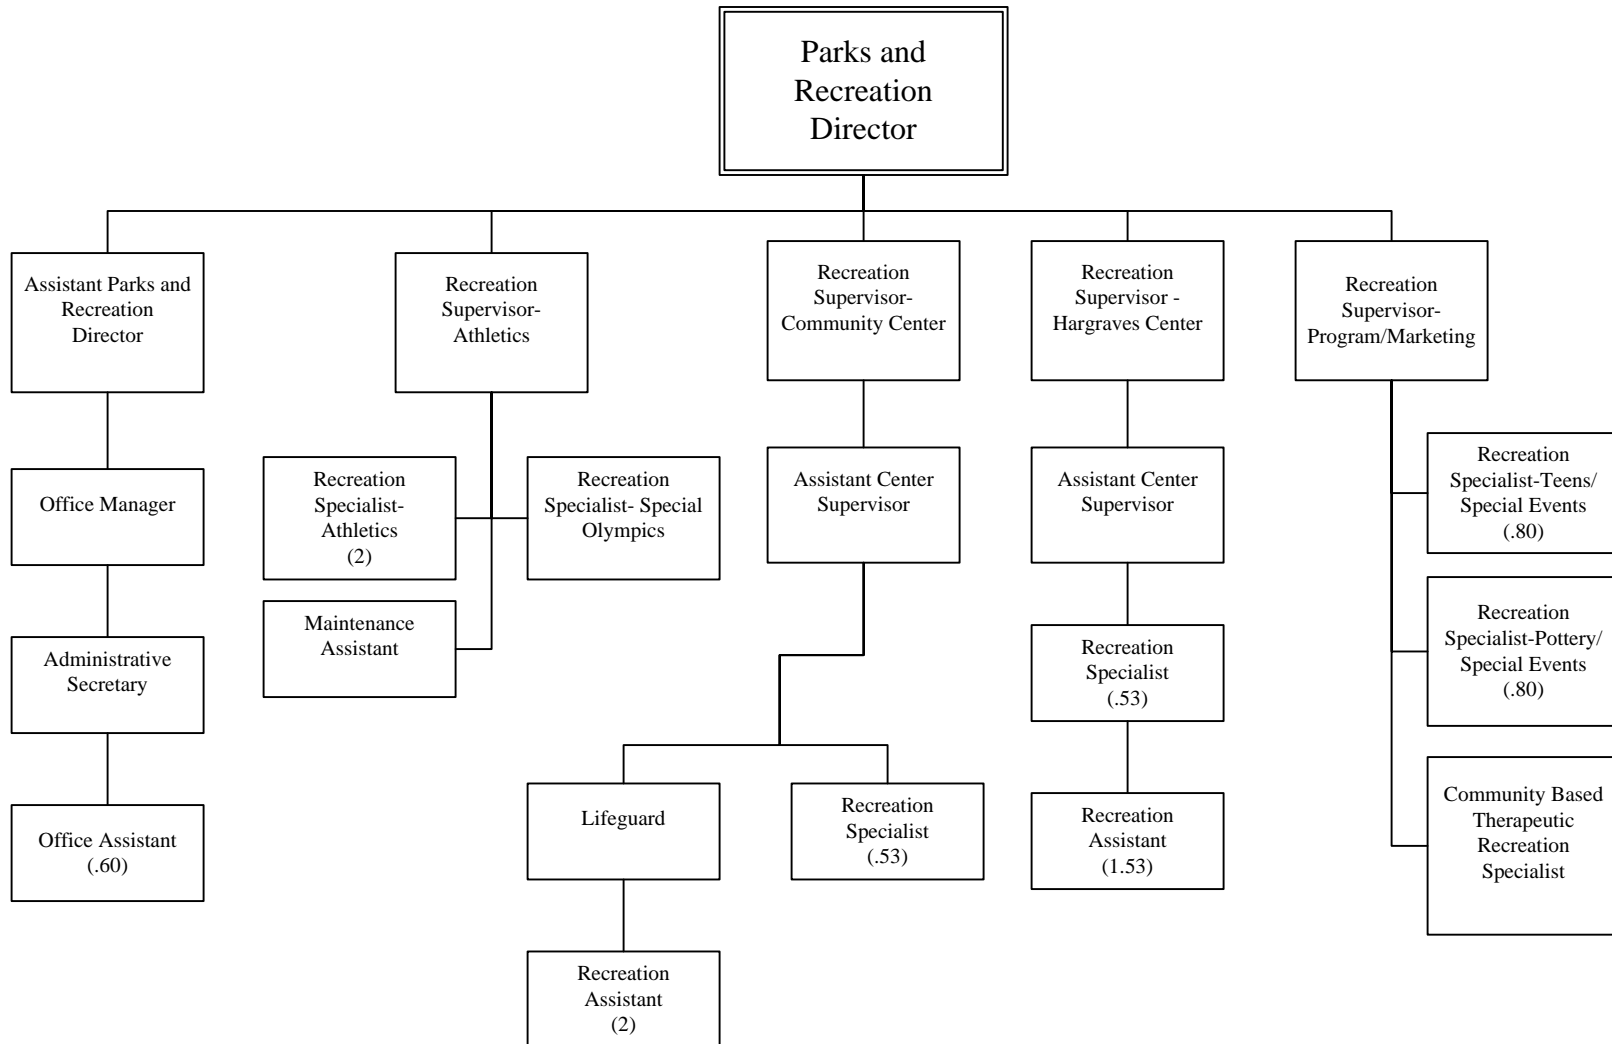 Parks and
Recreation
Director
Assistant Parks and
Recreation
Director
Recreation
Supervisor-
Athletics
Recreation
Supervisor-
Community Center
Recreation
Supervisor -
Hargraves Center
Recreation
Supervisor-
Program/Marketing
Office Manager
Recreation
Specialist-
Athletics
(2)
Recreation
Specialist- Special
Olympics
Assistant Center
Supervisor
Assistant Center
Supervisor
Recreation
Specialist-Teens/
Special Events
(.80)
Administrative
Secretary
Maintenance
Assistant
Recreation
Specialist
(.53)
Recreation
Specialist-Pottery/
Special Events
(.80)
Office Assistant
(.60)
Lifeguard
Recreation
Specialist
(.53)
Recreation
Assistant
(1.53)
Community Based
Therapeutic
Recreation
Specialist
Recreation
Assistant
(2)